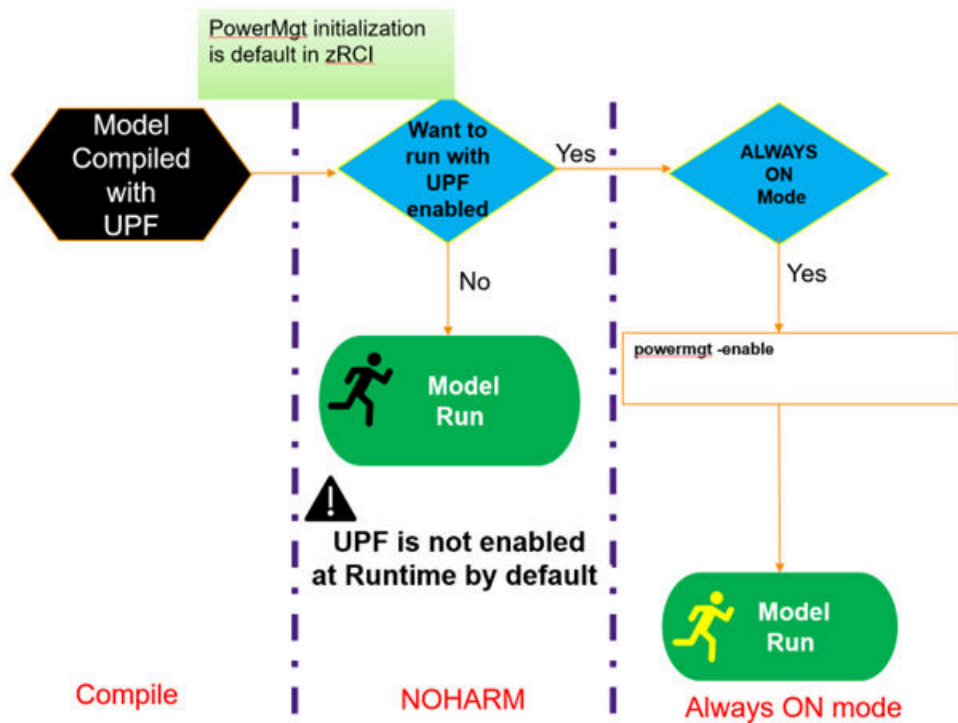 PowerMgt initialization
is default in zRCI
Model
Compiled
with
UPF
Want to
run with
UPF
enabled
Yes
ALWAYS
ON
Mode
No
Yes
powermgt -enable
Model
Run
UPF is not enabled
at Runtime by default
Model
Run
Compile
NOHARM
Always ON mode